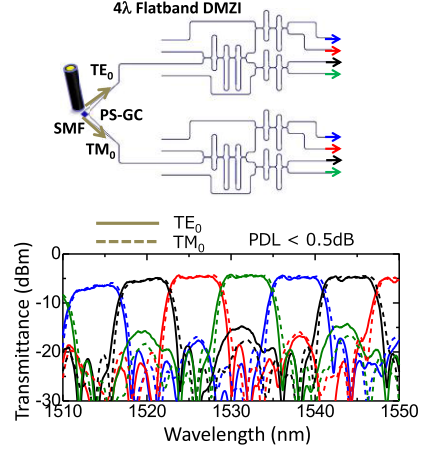 4λ Flatband DMZI
TE0
PS-GC
SMF
TM0
TE0
TM0
PDL < 0.5dB
Transmittance (dBm)
0
-10
-20
-30
1510
1520
1530
1540
1550
Wavelength (nm)